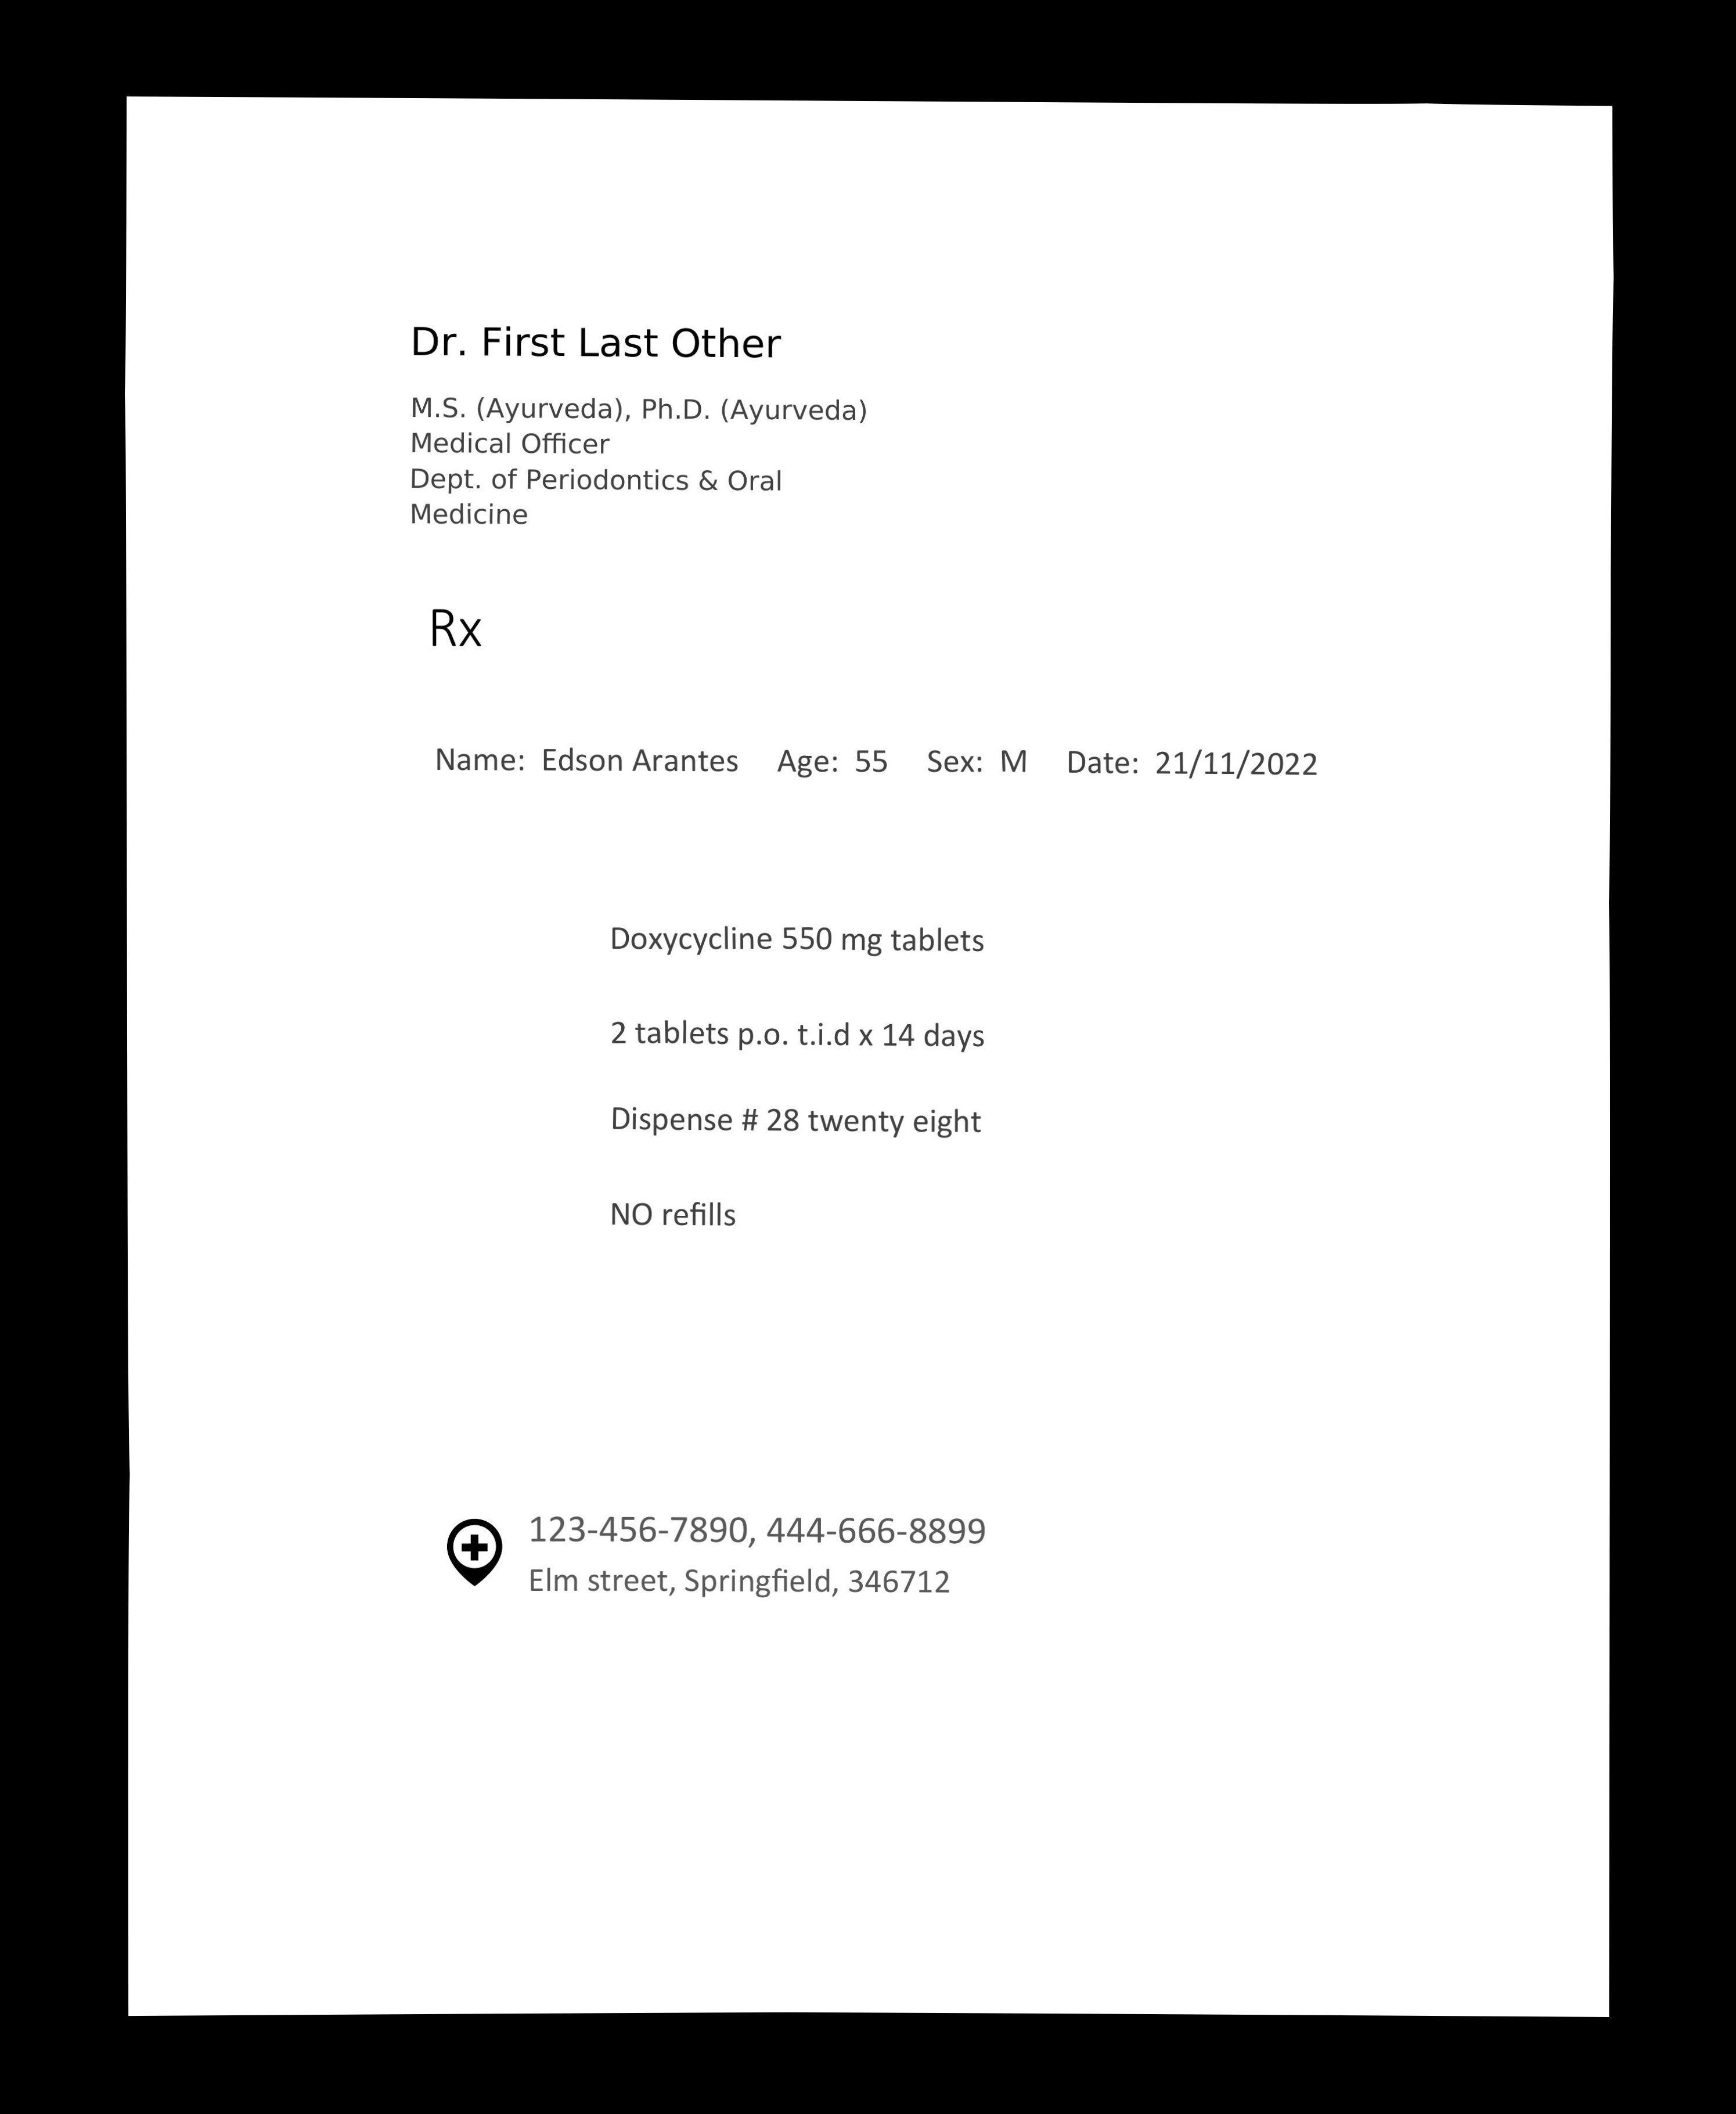 Dr. First Last Other
M.S. (Ayurveda), Ph.D. (Ayurveda)
Medical Officer
Dept. of Periodontics & Oral
Medicine
Rx
Name: Edson Arantes Age: 55 Sex: M Date: 21/11/2022
Doxycycline 550 mg tablets
2 tablets p.o. t.i.d x 14 days
Dispense # 28 twenty eight
NO refills
123-456-7890, 444-666-8899
Elm street, Springfield, 346712